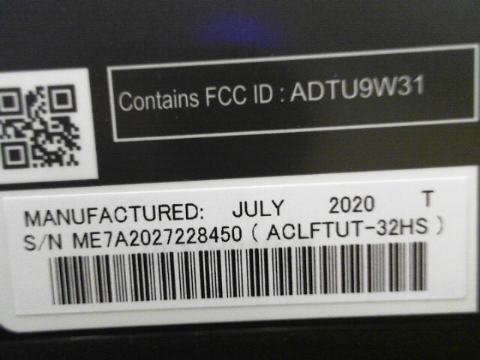 Contains FCC ID : ADTU9W31
MANUFACTURED: JULY 2020 T
S/N ME7A2027228450 ( ACLFTUT-32HS )